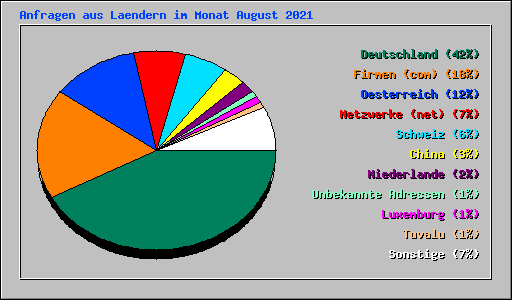 Anfragen aus Laendern im Monat August 2021
Deutschland (42%)
Firmen (com) (18%)
Oesterreich (12%)
Netzwerke (net) (7%)
Schweiz (6%)
China (3%)
Niederlande (2%)
Unbekannte Adressen (1%)
Luxemburg (1%)
Tuvalu (1%)
Sonstige (7%)